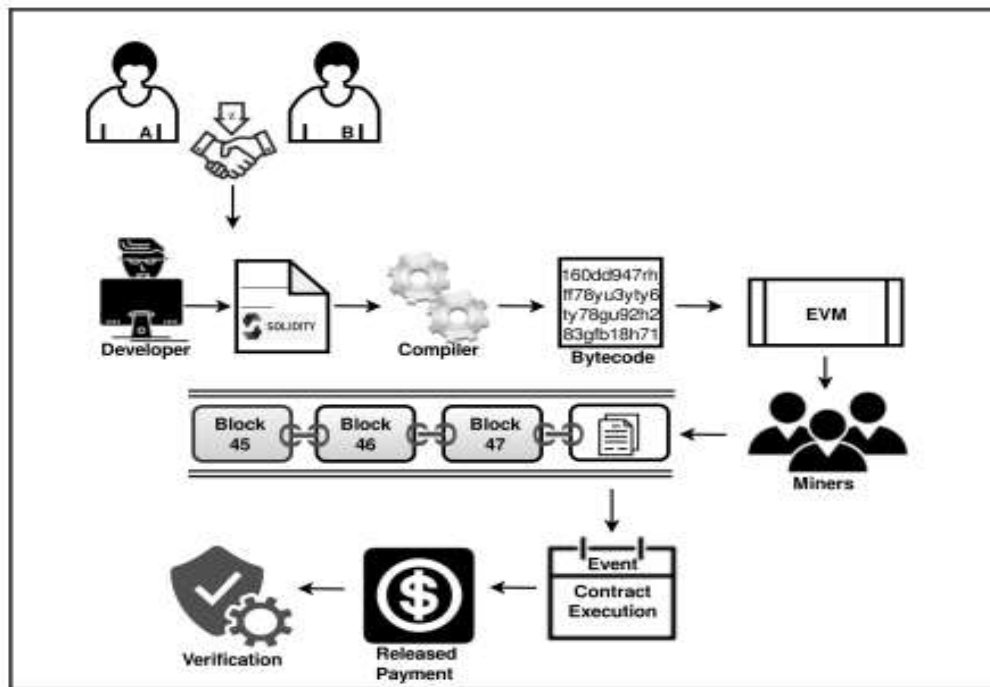 A
B
SOLIDITY
160dd947rh
ff78yu3yty6
ty78gu92h2
83gfb18h71
EVM
Developer
Compiler
Bytecode
Block
45
Block
46
Block
47
Miners
Event
Contract
Execution
Verification
Released
Payment